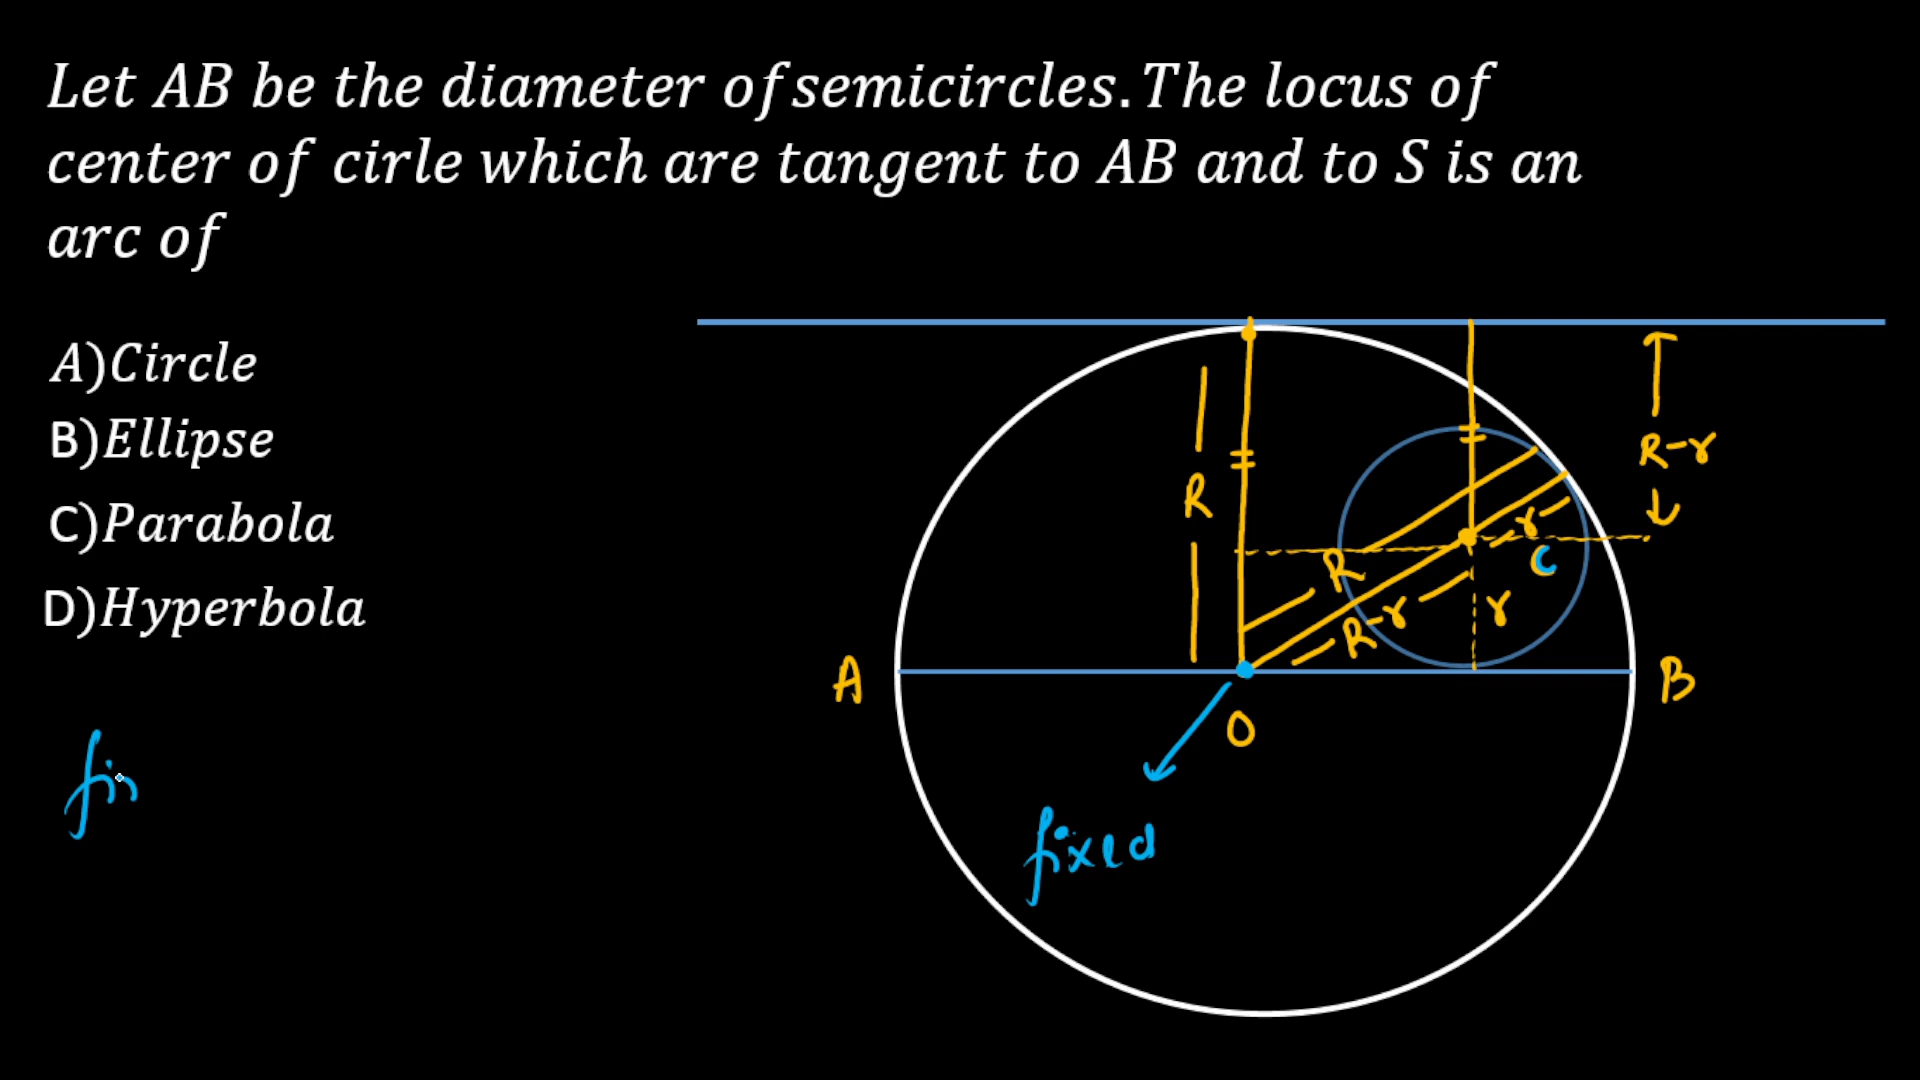 Let AB be the diameter of semicircles. The locus of
center of cirle which are tangent to AB and to S is an
arc of
A)Circle
B)Ellipse
C)Parabola
D)Hyperbola
R
R-r
r
R
C
R-r
r
A
B
O
fixed